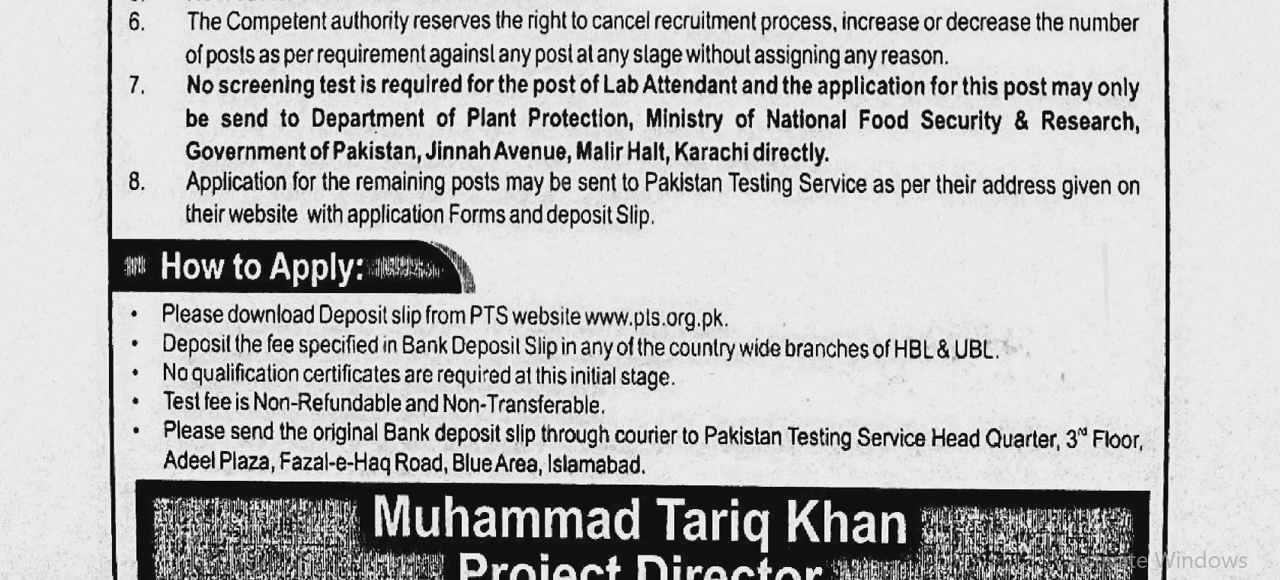 6. The Competent authority reserves the right to cancel recruitment process, increase or decrease the number
of posts as per requirement against any post at any stage without assigning any reason.
7. No screening test is required for the post of Lab Attendant and the application for this post may only
be send to Department of Plant Protection, Ministry of National Food Security & Research,
Government of Pakistan, Jinnah Avenue, Malir Halt, Karachi directly.
8. Application for the remaining posts may be sent to Pakistan Testing Service as per their address given on
their website with application Forms and deposit Slip.
How to Apply:
• Please download Deposit slip from PTS website www.pts.org.pk.
• Deposit the fee specified in Bank Deposit Slip in any of the country wide branches of HBL & UBL.
• No qualification certificates are required at this initial stage.
• Test fee is Non-Refundable and Non-Transferable.
• Please send the original Bank deposit slip through courier to Pakistan Testing Service Head Quarter, 3rd Floor,
Adeel Plaza, Fazal-e-Haq Road, Blue Area, Islamabad.
Muhammad Tariq Khan
Project Director
Windows